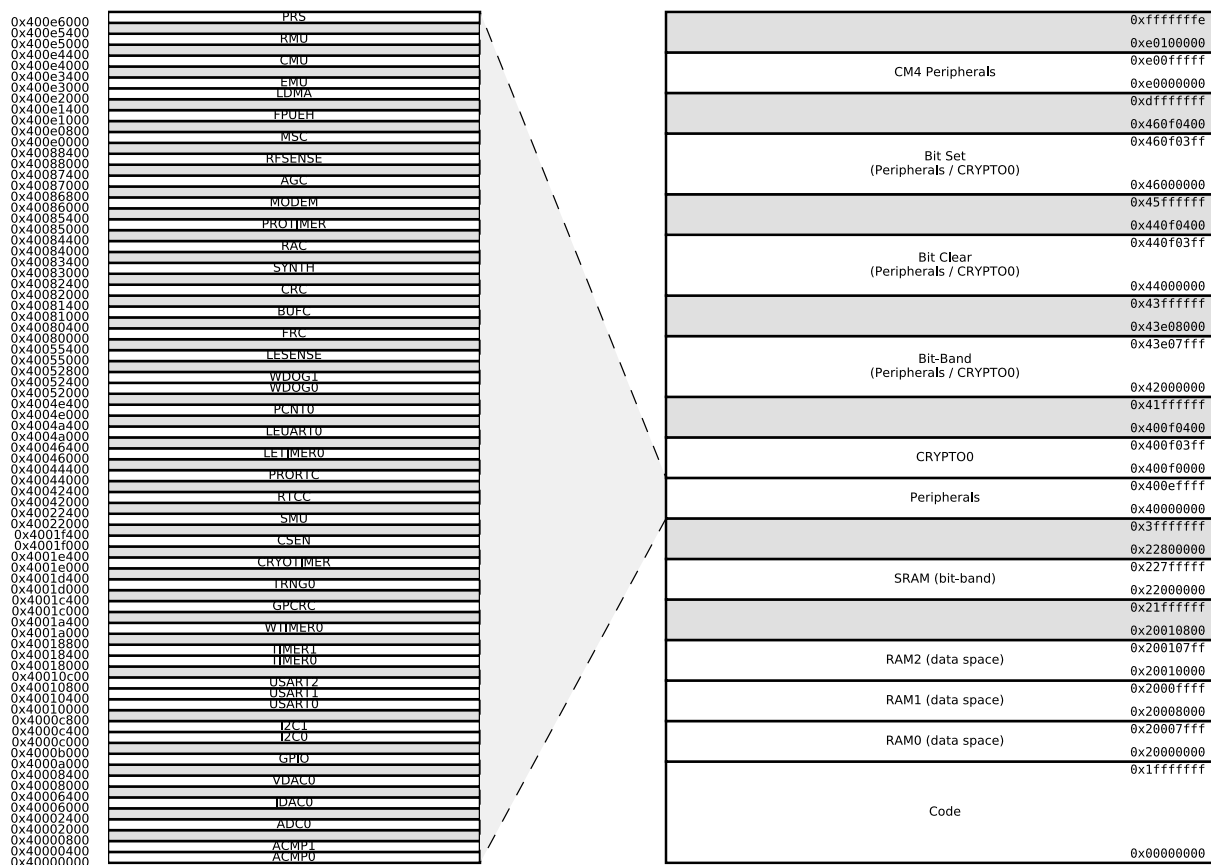 0x400e6000
PRS
0x400e5400
RMU
0x400e5000
0x400e4400
CMU
0x400e4000
0x400e3400
EMU
0x400e3000
LDMA
0x400e2000
0x400e1400
FPUEH
0x400e1000
0x400e0800
MSC
0x400e0000
0x40088400
RFSENSE
0x40088000
0x40087400
AGC
0x40087000
0x40086800
MODEM
0x40086000
0x40085400
PROTIMER
0x40085000
0x40084400
RAC
0x40084000
0x40083400
SYNTH
0x40083000
0x40082400
CRC
0x40082000
0x40081400
BUFC
0x40081000
0x40080400
FRC
0x40080000
0x40055400
LESENSE
0x40055000
0x40052800
WDOG1
0x40052400
WDOG0
0x40052000
0x4004e400
PCNT0
0x4004e000
0x4004a400
LEUART0
0x4004a000
0x40046400
LETIMER0
0x40046000
0x40044400
PRORTC
0x40044000
0x40042400
RTCC
0x40042000
0x40022400
SMU
0x40022000
0x4001f400
CSEN
0x4001f000
0x4001e400
CRYOTIMER
0x4001e000
0x4001d400
TRNG0
0x4001d000
0x4001c400
GPCRC
0x4001c000
0x4001a400
WTIMER0
0x4001a000
0x40018800
TIMER1
0x40018400
TIMER0
0x40018000
0x40010c00
USART2
0x40010800
USART1
0x40010400
USART0
0x40010000
0x4000c800
I2C1
0x4000c400
I2C0
0x4000c000
0x4000b000
GPIO
0x4000a000
0x40008400
VDAC0
0x40008000
0x40006400
IDAC0
0x40006000
0x40002400
ADC0
0x40002000
0x40000800
ACMP1
0x40000400
ACMP0
0x40000000
0xfffffffe
0xe0100000
0xe00fffff
CM4 Peripherals
0xe0000000
0xdfffffff
0x460f0400
0x460f03ff
Bit Set
(Peripherals / CRYPTO0)
0x46000000
0x45ffffff
0x440f0400
0x440f03ff
Bit Clear
(Peripherals / CRYPTO0)
0x44000000
0x43ffffff
0x43e08000
0x43e07fff
Bit-Band
(Peripherals / CRYPTO0)
0x42000000
0x41ffffff
0x400f0400
0x400f03ff
CRYPTO0
0x400f0000
0x400effff
Peripherals
0x40000000
0x3fffffff
0x22800000
0x227fffff
SRAM (bit-band)
0x22000000
0x21ffffff
0x20010800
0x200107ff
RAM2 (data space)
0x20010000
0x2000ffff
RAM1 (data space)
0x20008000
0x20007fff
RAM0 (data space)
0x20000000
0x1fffffff
Code
0x00000000